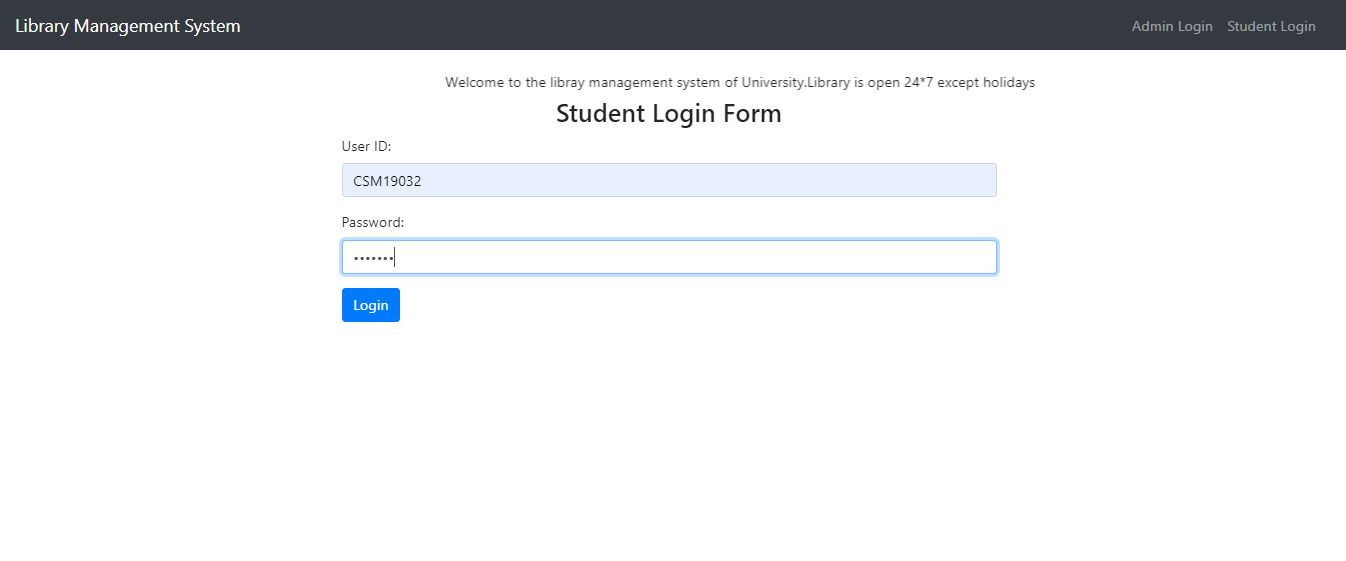 Library Management System
Admin Login Student Login
Welcome to the libray management system of University.Library is open 24*7 except holidays
Student Login Form
User ID:
CSM19032
Password:
•••••••
Login